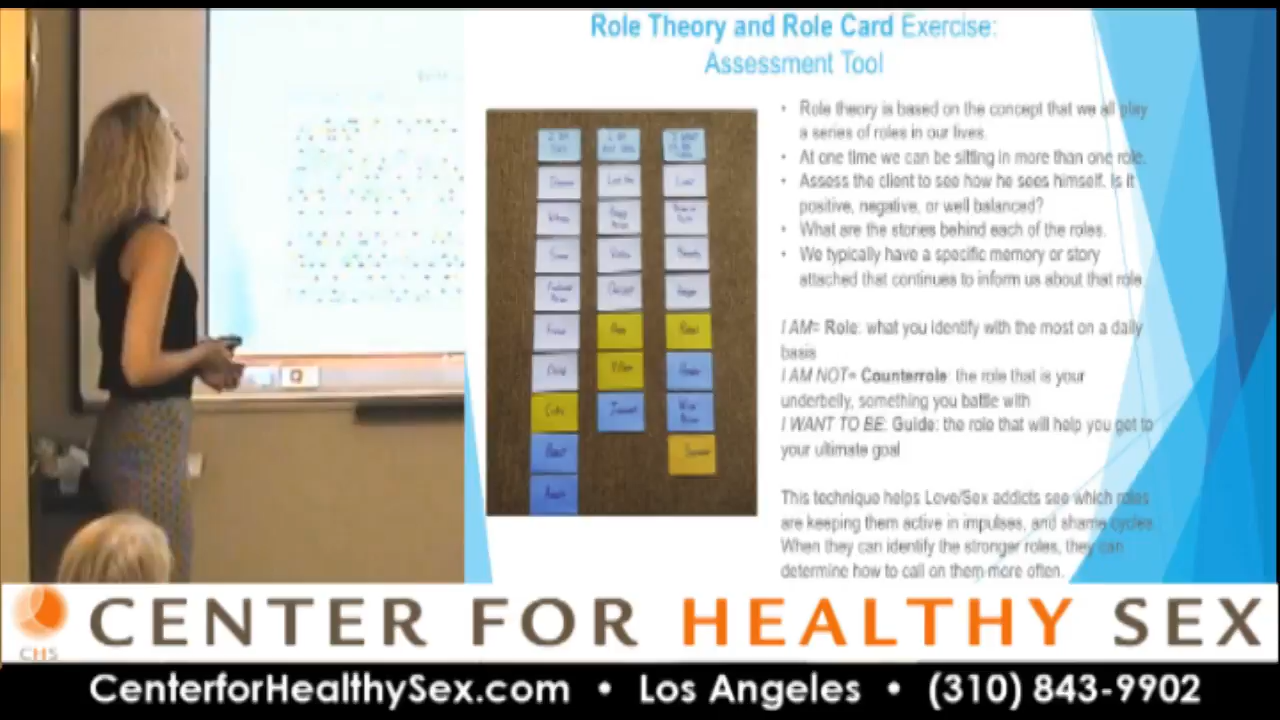 Role Theory and Role Card Exercise:
Assessment Tool
• Role theory is based on the concept that we all play
a series of roles in our lives.
• At one time we can be sitting in more than one role.
• Assess the client to see how he sees himself. Is it
positive, negative, or well balanced?
• What are the stories behind each of the roles.
• We typically have a specific memory or story
attached that continues to inform us about that role.
I AM= Role: what you identify with the most on a daily
basis
I AM NOT= Counterrole: the role that is your
underbelly, something you battle with
I WANT TO BE: Guide: the role that will help you get to
your ultimate goal
This technique helps Love/Sex addicts see which roles
are keeping them active in impulses, and shame cycles.
When they can identify the stronger roles, they can
determine how to call on them more often.
CENTER FOR HEALTHY SEX
CHS
CenterforHealthySex.com • Los Angeles • (310) 843-9902